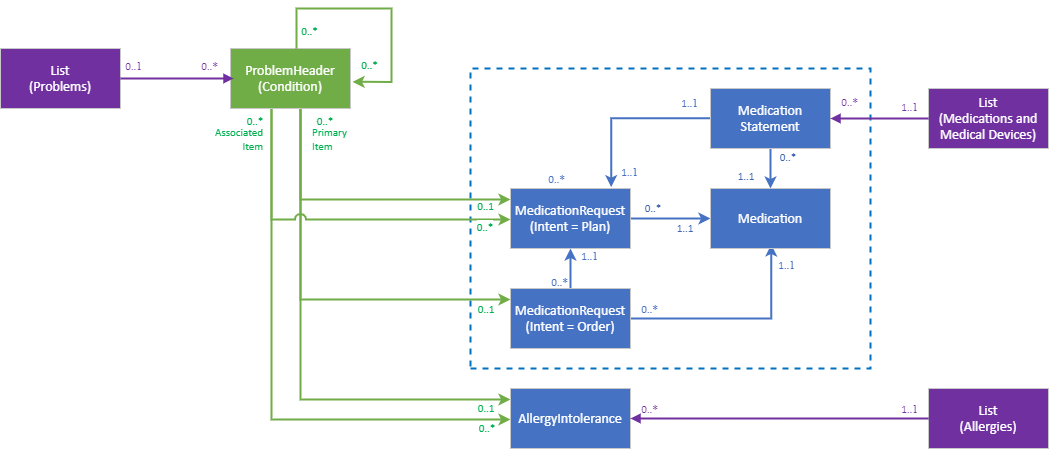 0..*
List
(Problems)
0..1
0..*
ProblemHeader
(Condition)
0..*
0..*
Associated
Item
0..*
Primary
Item
1..1
Medication
Statement
0..*
1..1
List
(Medications and
Medical Devices)
0..*
1..1
1..1
0..*
MedicationRequest
(Intent = Plan)
0..1
0..*
0..*
1..1
Medication
1..1
0..*
1..1
MedicationRequest
(Intent = Order)
0..1
0..*
AllergyIntolerance
0..1
0..*
0..*
1..1
List
(Allergies)